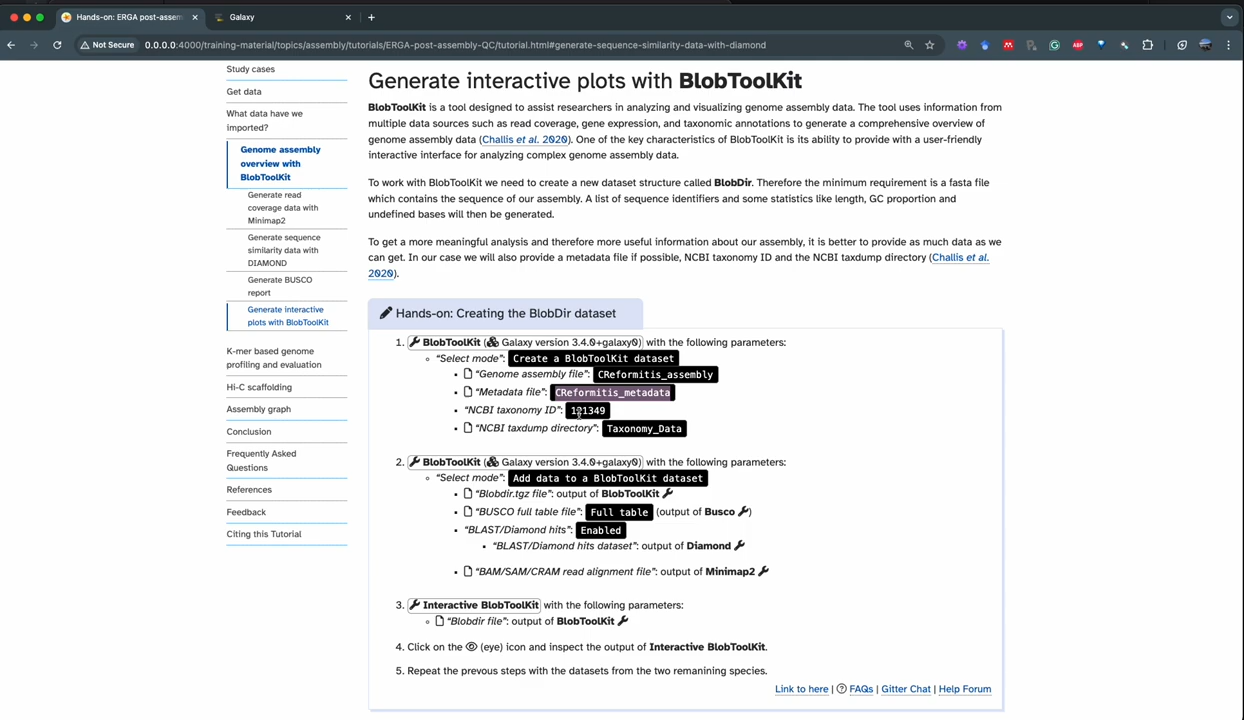 Hands-on: ERGA post-assem
Galaxy
Not Secure
0.0.0.0:4000/training-material/topics/assembly/tutorials/ERGA-post-assembly-QC/tutorial.html#generate-sequence-similarity-data-with-diamond
ABP
Study cases
Get data
What data have we
imported?
Genome assembly
overview with
BlobToolKit
Generate read
coverage data with
Minimap2
Generate sequence
similarity data with
DIAMOND
Generate BUSCO
report
Generate interactive
plots with BlobToolKit
K-mer based genome
profiling and evaluation
Hi-C scaffolding
Assembly graph
Conclusion
Frequently Asked
Questions
References
Feedback
Citing this Tutorial
Generate interactive plots with BlobToolKit
BlobToolKit is a tool designed to assist researchers in analyzing and visualizing genome assembly data. The tool uses information from
multiple data sources such as read coverage, gene expression, and taxonomic annotations to generate a comprehensive overview of
genome assembly data (Challis et al. 2020). One of the key characteristics of BlobToolKit is its ability to provide with a user-friendly
interactive interface for analyzing complex genome assembly data.
To work with BlobToolKit we need to create a new dataset structure called BlobDir. Therefore the minimum requirement is a fasta file
which contains the sequence of our assembly. A list of sequence identifiers and some statistics like length, GC proportion and
undefined bases will then be generated.
To get a more meaningful analysis and therefore more useful information about our assembly, it is better to provide as much data as we
can get. In our case we will also provide a metadata file if possible, NCBI taxonomy ID and the NCBI taxdump directory (Challis et al.
2020).
Hands-on: Creating the BlobDir dataset
1. BlobToolKit (Galaxy version 3.4.0+galaxy0) with the following parameters:
"Select mode": Create a BlobToolKit dataset
"Genome assembly file": CReformitis_assembly
"Metadata file": CReformitis_metadata
"NCBI taxonomy ID": 121349
"NCBI taxdump directory": Taxonomy_Data
2. BlobToolKit (Galaxy version 3.4.0+galaxy0) with the following parameters:
"Select mode": Add data to a BlobToolKit dataset
"Blobdir.tgz file": output of BlobToolKit
"BUSCO full table file": Full table (output of Busco)
"BLAST/Diamond hits": Enabled
"BLAST/Diamond hits dataset": output of Diamond
"BAM/SAM/CRAM read alignment file": output of Minimap2
3. Interactive BlobToolKit with the following parameters:
"Blobdir file": output of BlobToolKit
4. Click on the (eye) icon and inspect the output of Interactive BlobToolKit.
5. Repeat the prevous steps with the datasets from the two remanining species.
Link to here | FAQs | Gitter Chat | Help Forum